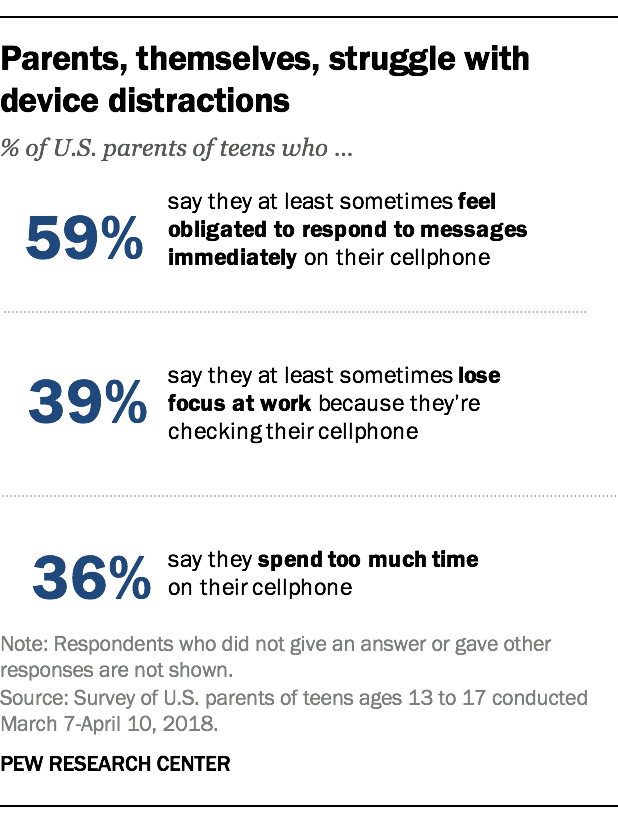 Parents, themselves, struggle with
device distractions
% of U.S. parents of teens who ...
59%
say they at least sometimes feel
obligated to respond to messages
immediately on their cellphone
39%
say they at least sometimes lose
focus at work because they're
checking their cellphone
36%
say they spend too much time
on their cellphone
Note: Respondents who did not give an answer or gave other
responses are not shown.
Source: Survey of U.S. parents of teens ages 13 to 17 conducted
March 7-April 10, 2018.
PEW RESEARCH CENTER